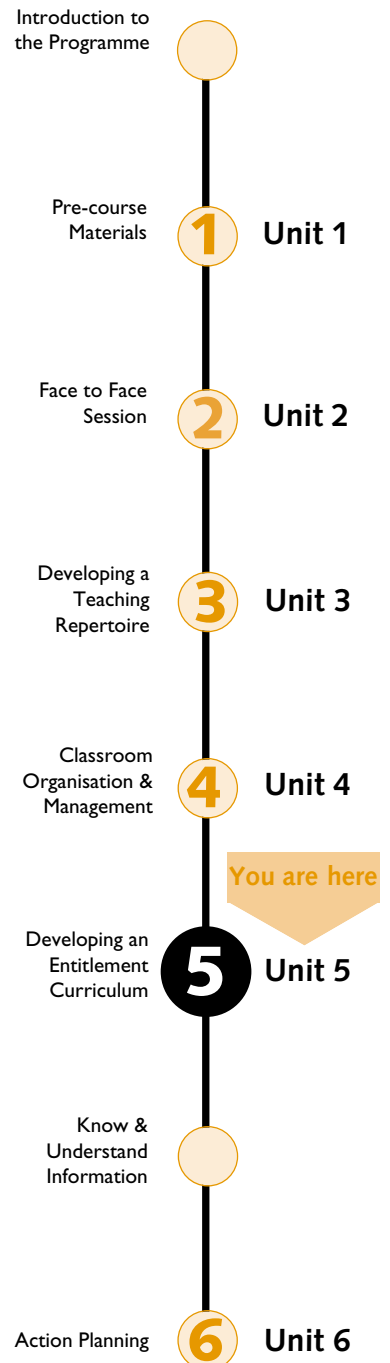 Introduction to
the Programme
Pre-course
Materials
1
Unit 1
Face to Face
Session
2
Unit 2
Developing a
Teaching
Repertoire
3
Unit 3
Classroom
Organisation &
Management
4
Unit 4
You are here
Developing an
Entitlement
Curriculum
5
Unit 5
Know &
Understand
Information
Action Planning
6
Unit 6